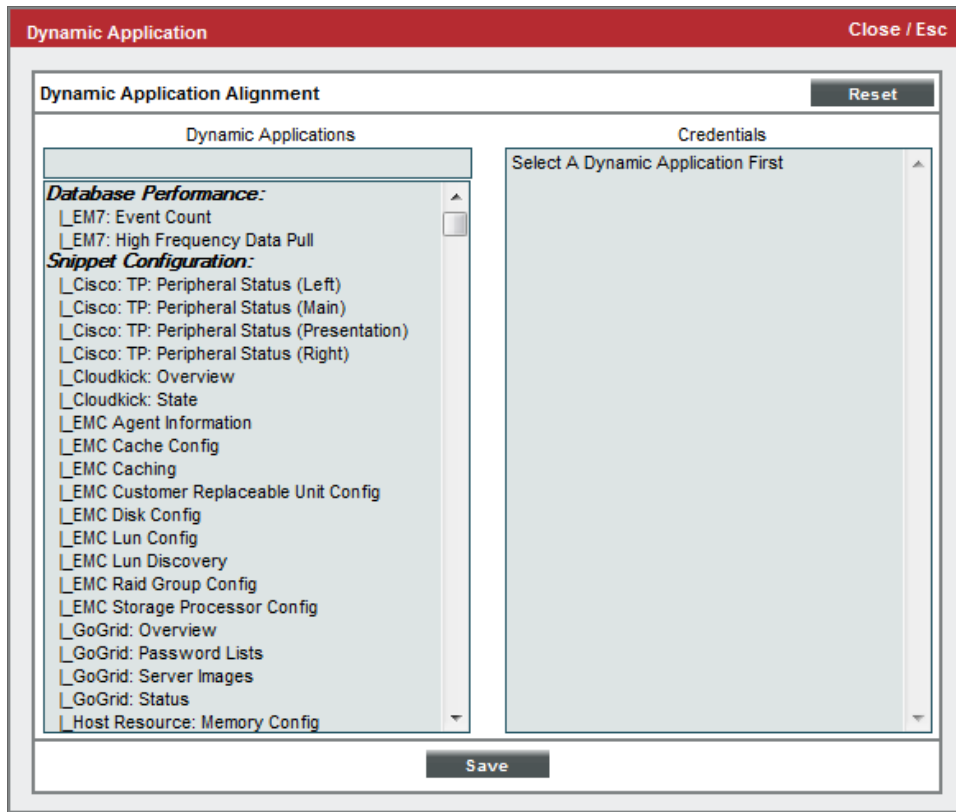 Dynamic Application
Close / Esc
Dynamic Application Alignment
Reset
Dynamic Applications
Credentials
Select A Dynamic Application First
Database Performance:
|_EM7: Event Count
|_EM7: High Frequency Data Pull
Snippet Configuration:
|_Cisco: TP: Peripheral Status (Left)
|_Cisco: TP: Peripheral Status (Main)
|_Cisco: TP: Peripheral Status (Presentation)
|_Cisco: TP: Peripheral Status (Right)
|_Cloudkick: Overview
|_Cloudkick: State
|_EMC Agent Information
|_EMC Cache Config
|_EMC Caching
|_EMC Customer Replaceable Unit Config
|_EMC Disk Config
|_EMC Lun Config
|_EMC Lun Discovery
|_EMC Raid Group Config
|_EMC Storage Processor Config
|_GoGrid: Overview
|_GoGrid: Password Lists
|_GoGrid: Server Images
|_GoGrid: Status
|_Host Resource: Memory Config
Save